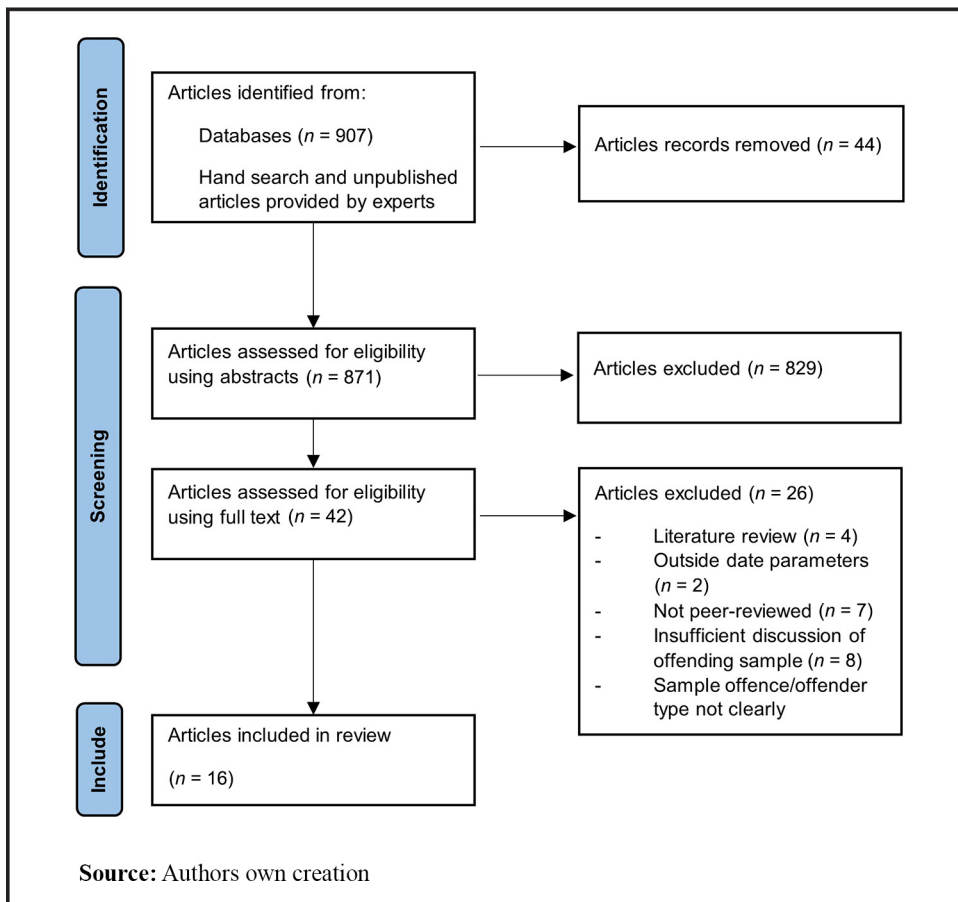 Identification
Articles identified from:
Databases (n = 907)
Hand search and unpublished
articles provided by experts
Articles records removed (n = 44)
Screening
Articles assessed for eligibility
using abstracts (n = 871)
Articles excluded (n = 829)
Articles assessed for eligibility
using full text (n = 42)
Articles excluded (n = 26)
- Literature review (n = 4)
- Outside date parameters
(n = 2)
- Not peer-reviewed (n = 7)
- Insufficient discussion of
offending sample (n = 8)
- Sample offence/offender
type not clearly
Include
Articles included in review
(n = 16)
Source: Authors own creation